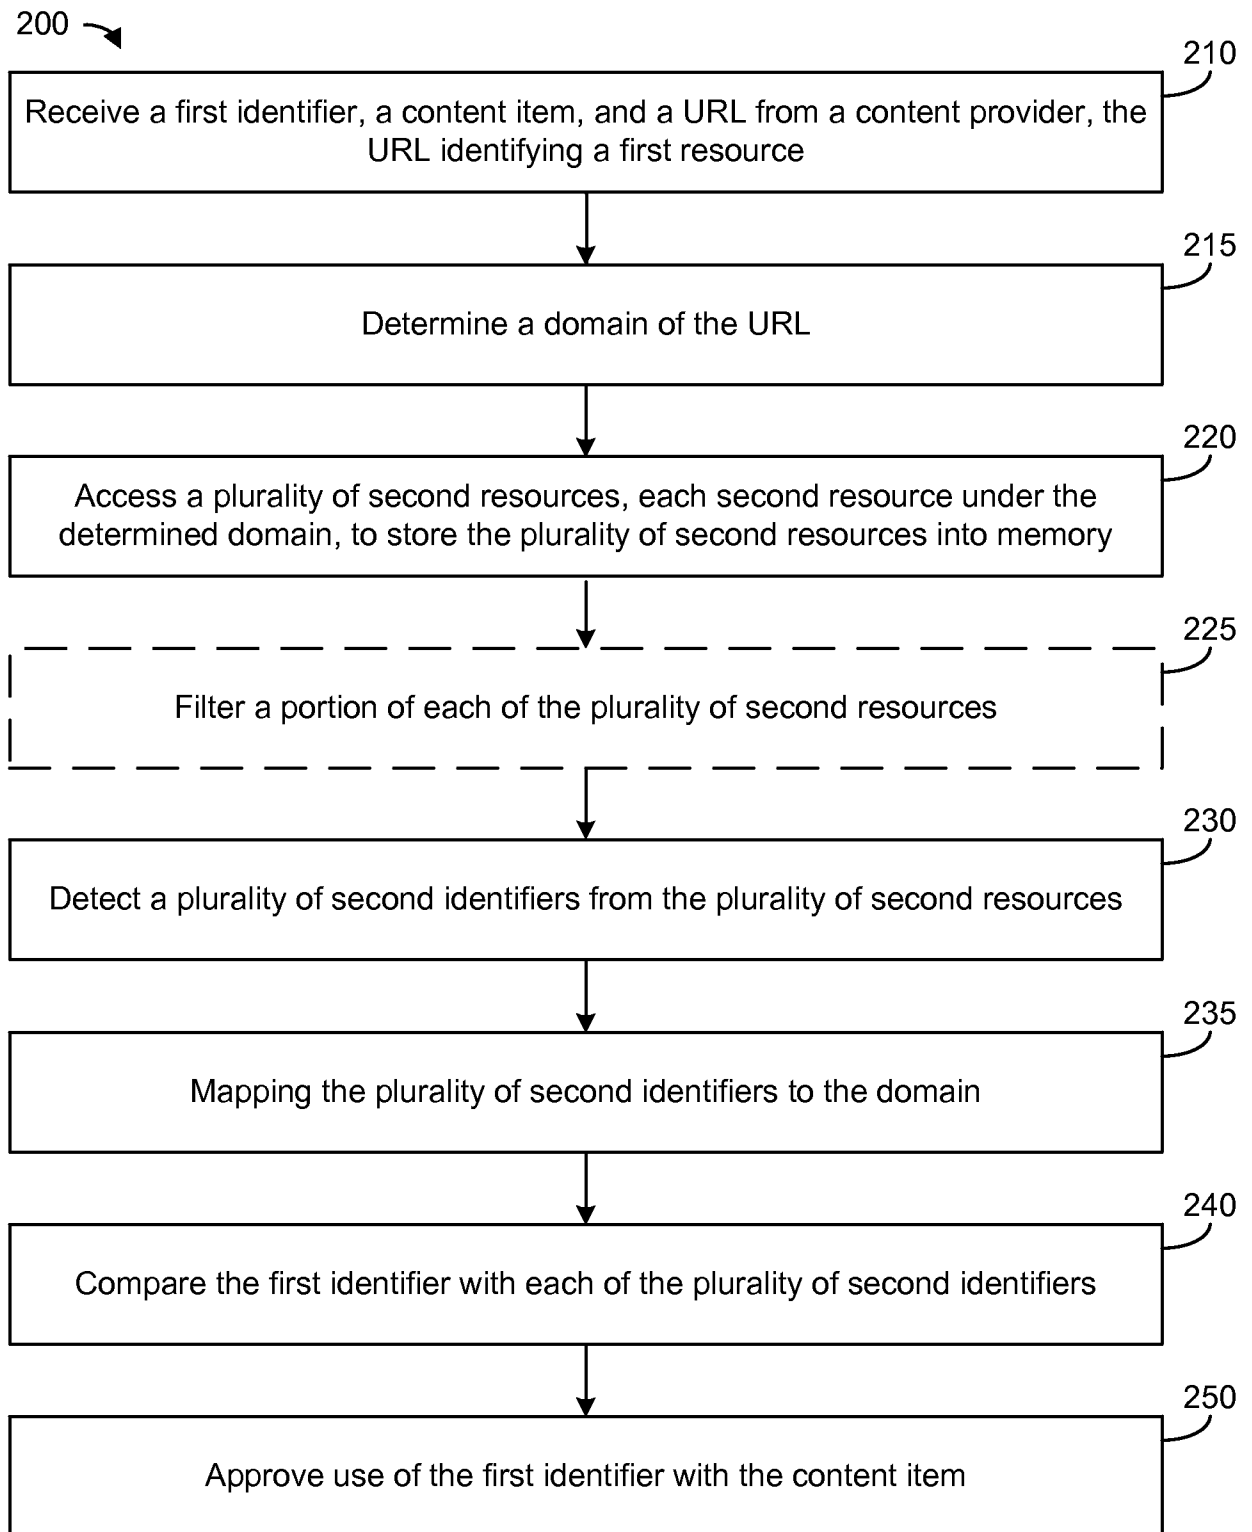 200
210
Receive a first identifier, a content item, and a URL from a content provider, the
URL identifying a first resource
215
Determine a domain of the URL
220
Access a plurality of second resources, each second resource under the
determined domain, to store the plurality of second resources into memory
225
Filter a portion of each of the plurality of second resources
230
Detect a plurality of second identifiers from the plurality of second resources
235
Mapping the plurality of second identifiers to the domain
240
Compare the first identifier with each of the plurality of second identifiers
250
Approve use of the first identifier with the content item